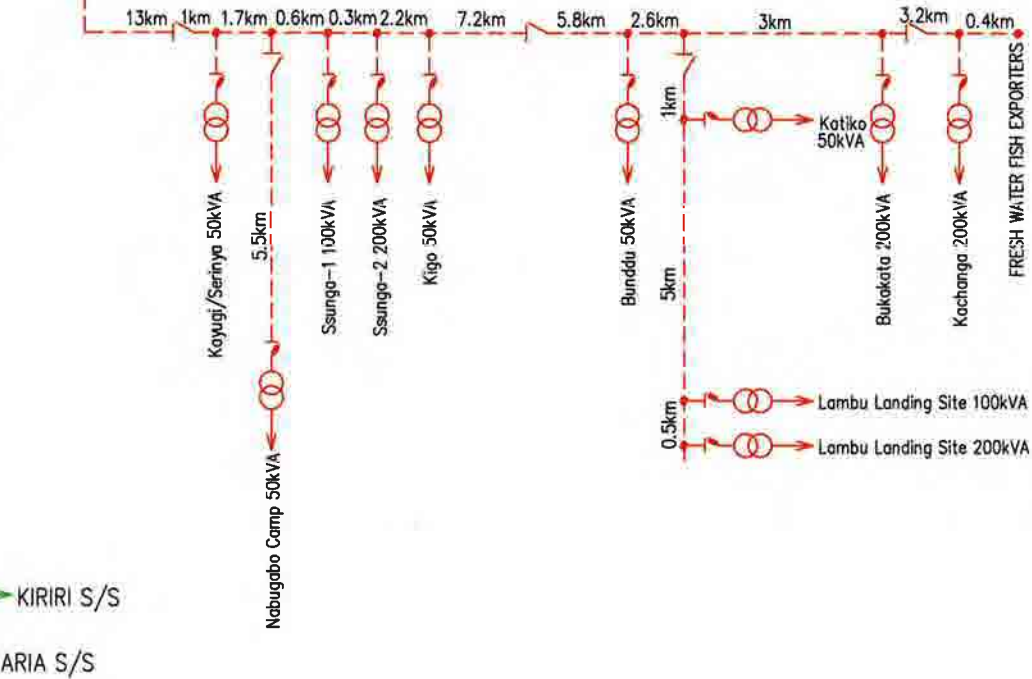 13km 1km 1.7km 0.6km 0.3km 2.2km 7.2km 5.8km 2.6km 3km 3.2km 0.4km
1km
Katiko
50kVA
FRESH WATER FISH EXPORTERS
Kayugi/Serinya 50kVA
5.5km
Ssunga-1 100kVA
Ssunga-2 200kVA
Kigo 50kVA
Bunddu 50kVA
5km
Bukakata 200kVA
Kachanga 200kVA
Lambu Landing Site 100kVA
0.5km
Lambu Landing Site 200kVA
Nabugabo Camp 50kVA
KIRIRI S/S
ARIA S/S